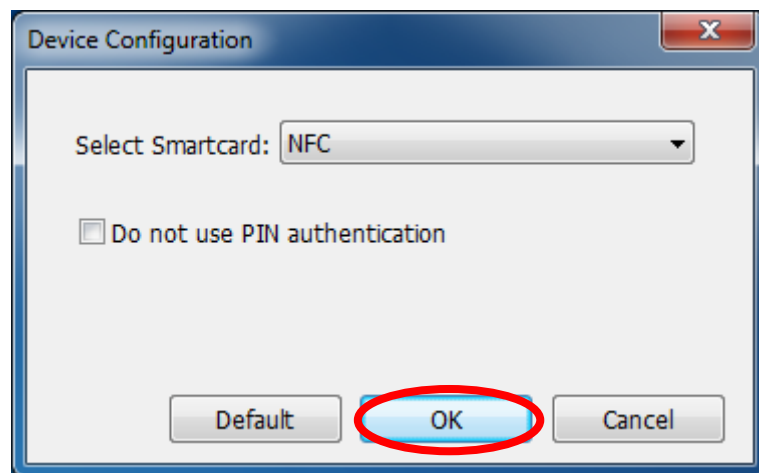 Device Configuration
Select Smartcard: NFC
Do not use PIN authentication
Default OK Cancel